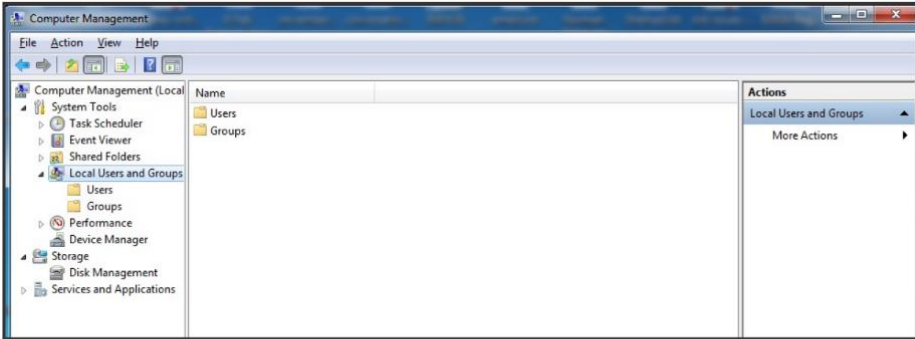 Computer Management
File Action View Help
Computer Management (Local
System Tools
Task Scheduler
Event Viewer
Shared Folders
Local Users and Groups
Users
Groups
Performance
Device Manager
Storage
Disk Management
Services and Applications
Name
Users
Groups
Actions
Local Users and Groups
More Actions